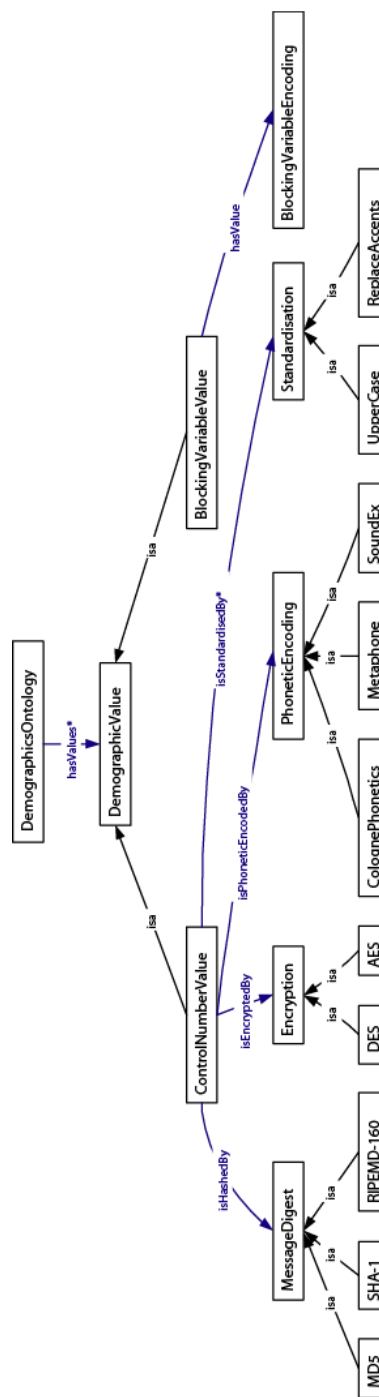 DemographicsOntology
hasValues*
DemographicValue
isa
isa
ControlNumberValue
BlockingVariableValue
isHashedBy
isEncryptedBy
isPhoneticEncodedBy
isStandardisedBy*
hasValue
MessageDigest
Encryption
PhoneticEncoding
Standardisation
BlockingVariableEncoding
isa
isa
isa
isa
isa
isa
isa
isa
isa
isa
MD5
SHA-1
RIPEMD-160
DES
AES
ColognePhonetics
Metaphone
SoundEx
UpperCase
ReplaceAccents